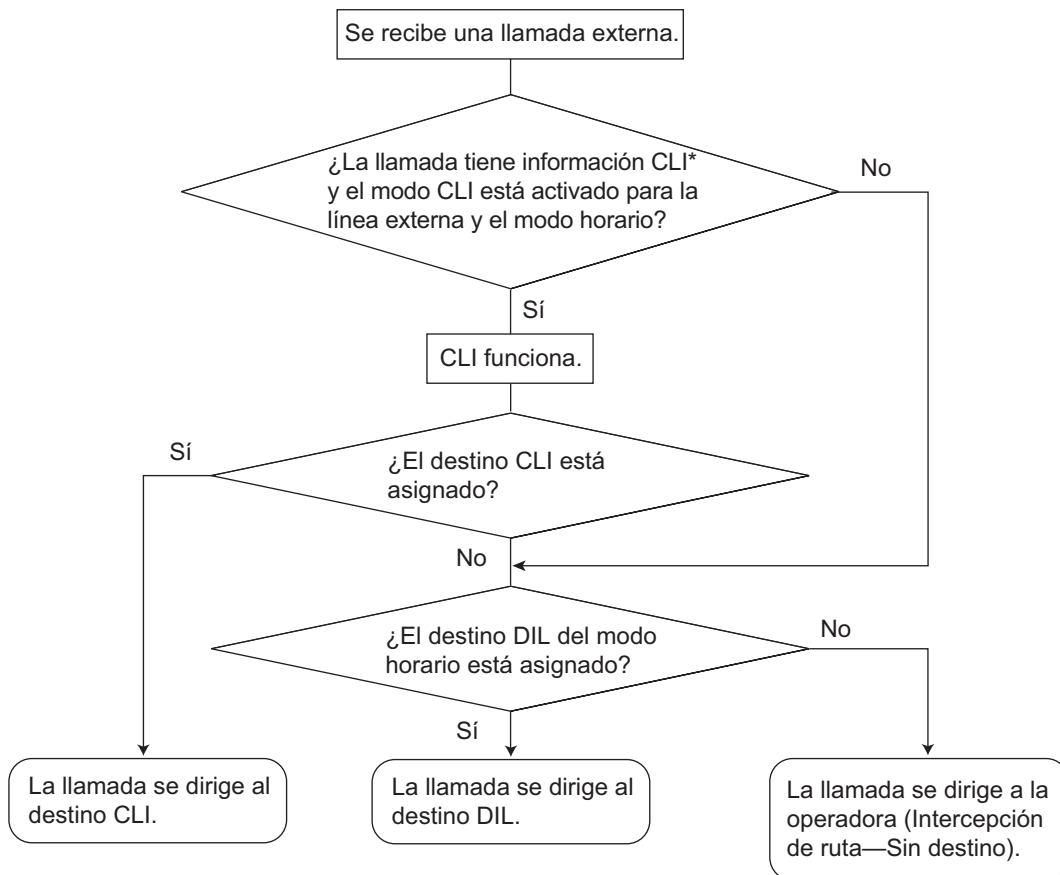 Se recibe una llamada externa.
¿La llamada tiene información CLI*
y el modo CLI está activado para la
línea externa y el modo horario?
No
Sí
CLI funciona.
Sí
¿El destino CLI está
asignado?
No
¿El destino DIL del modo
horario está asignado?
No
Sí
La llamada se dirige al
destino CLI.
La llamada se dirige al
destino DIL.
La llamada se dirige a la
operadora (Intercepción
de ruta—Sin destino).